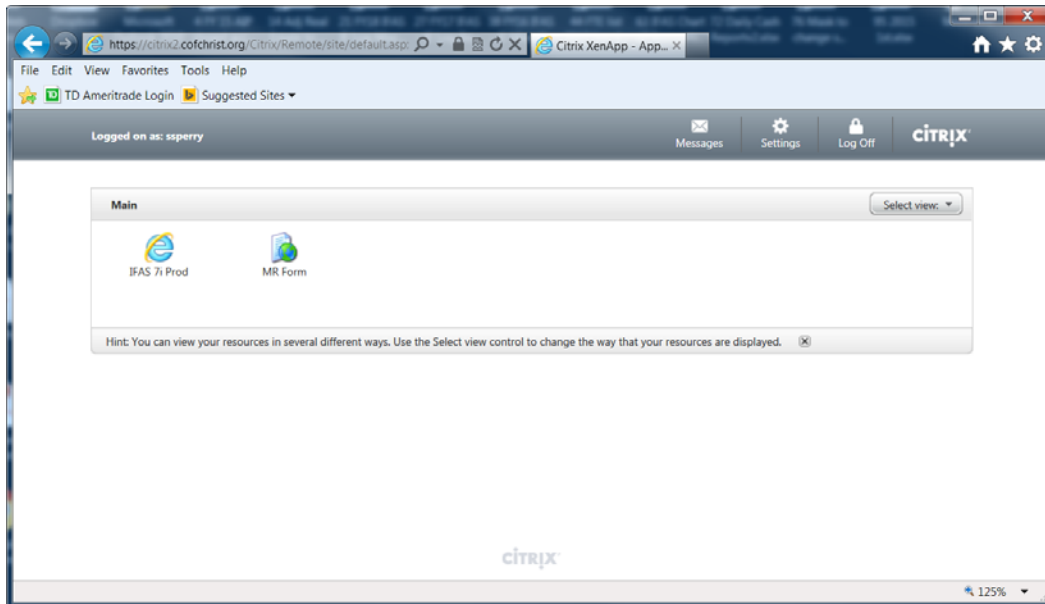 https://citrix2.cofchrist.org/Citrix/Remote/site/default.asp
Citrix XenApp - App...
File Edit View Favorites Tools Help
TD Ameritrade Login Suggested Sites
Logged on as: ssperry
Messages Settings Log Off CITRIX
Main Select view:
IFAS 7i Prod MR Form
Hint: You can view your resources in several different ways. Use the Select view control to change the way that your resources are displayed.
CITRIX
125%